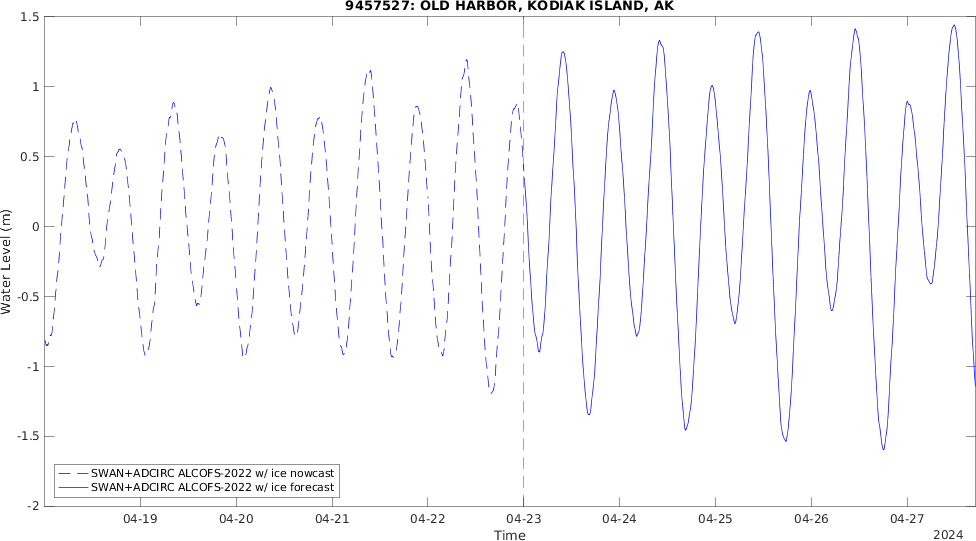 9457527: OLD HARBOR, KODIAK ISLAND, AK
1.5
1
0.5
0
-0.5
-1
-1.5
-2
Water Level (m)
SWAN+ADCIRC ALCOFS-2022 w/ ice nowcast
SWAN+ADCIRC ALCOFS-2022 w/ ice forecast
04-19 04-20 04-21 04-22 04-23 04-24 04-25 04-26 04-27
Time
2024